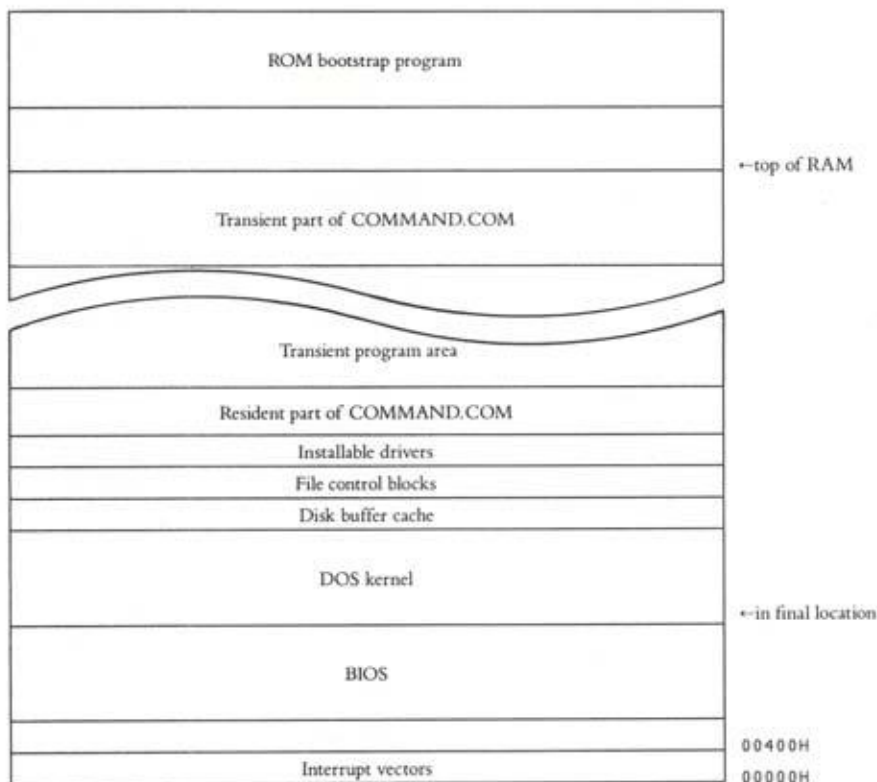 ROM bootstrap program
←top of RAM
Transient part of COMMAND.COM
Transient program area
Resident part of COMMAND.COM
Installable drivers
File control blocks
Disk buffer cache
DOS kernel
←in final location
BIOS
00400H
Interrupt vectors
00000H